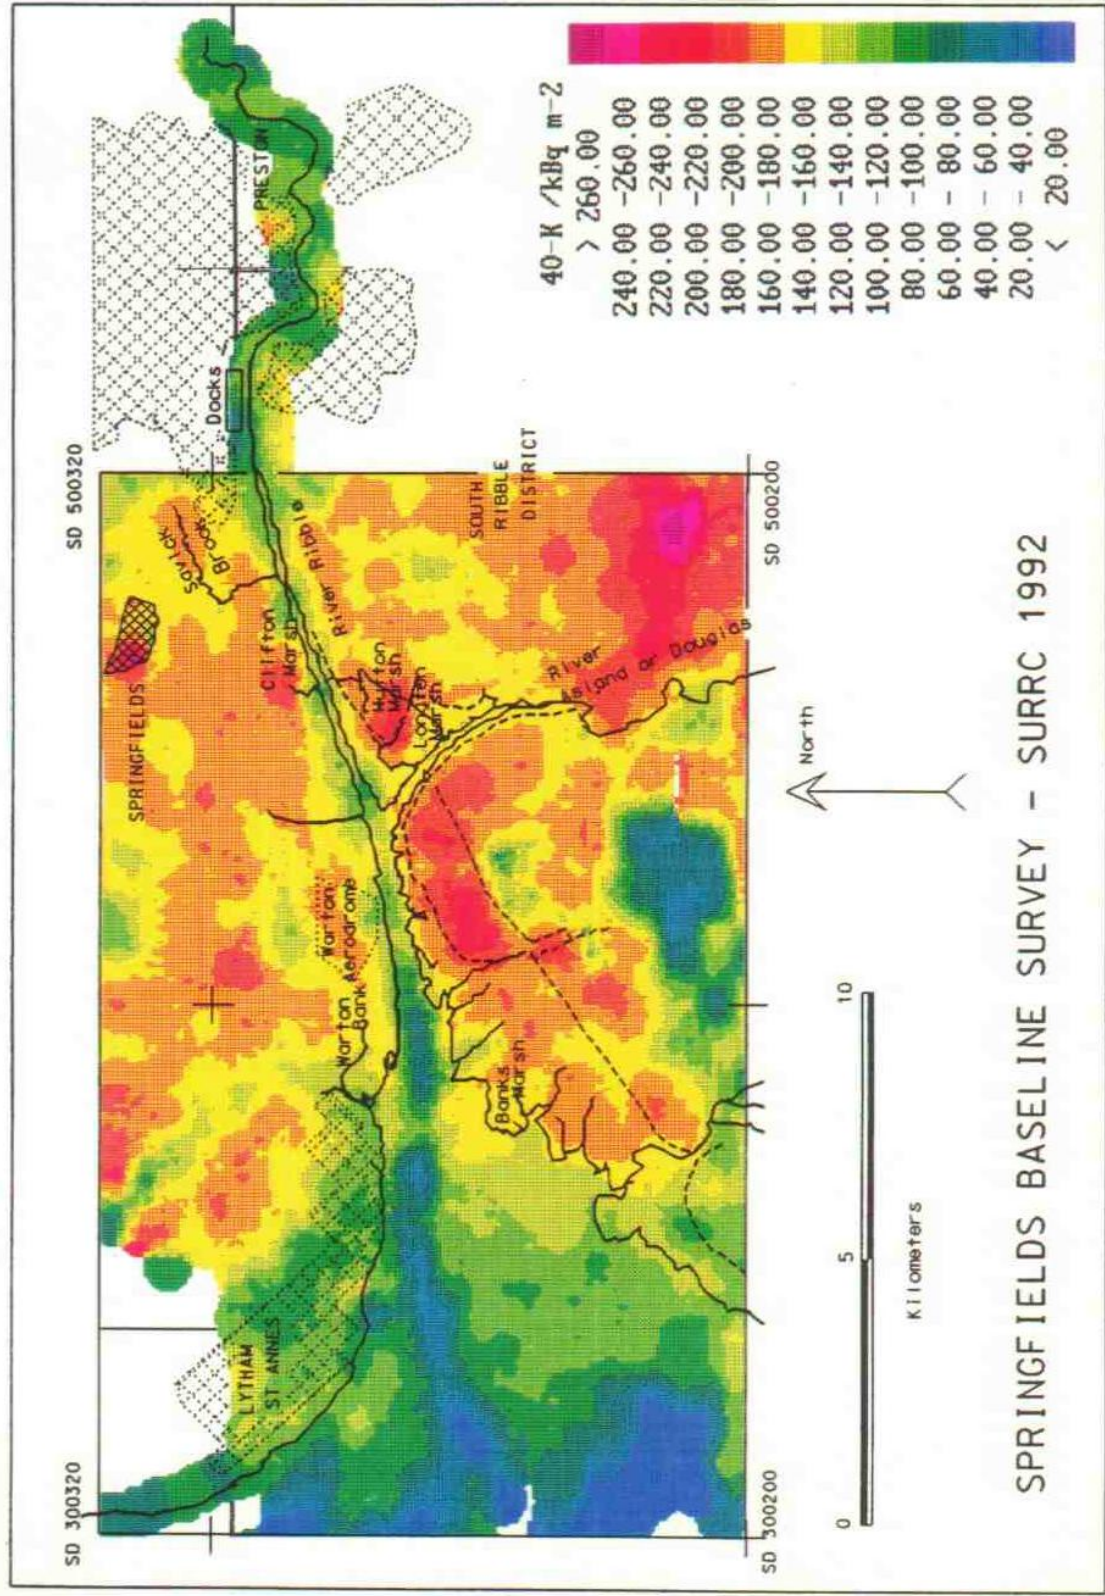 SD 300320
SD 500320
LYTHAM
ST ANNES
SPRINGFIELDS
Savick
Brook
Docks
PRESTON
Clifton
Marsh
River Ribble
Warton
Aerodrome
Warton
Bank
Hutton
Marsh
Longton
Marsh
Banks
Marsh
SOUTH
RIBBLE
DISTRICT
River
Asland or Douglas
SD 300200
SD 500200
0
5
10
Kilometers
North
40-K /kBq m-2
> 260.00
240.00 -260.00
220.00 -240.00
200.00 -220.00
180.00 -200.00
160.00 -180.00
140.00 -160.00
120.00 -140.00
100.00 -120.00
80.00 -100.00
60.00 - 80.00
40.00 - 60.00
20.00 - 40.00
< 20.00
SPRINGFIELDS BASELINE SURVEY - SURRC 1992